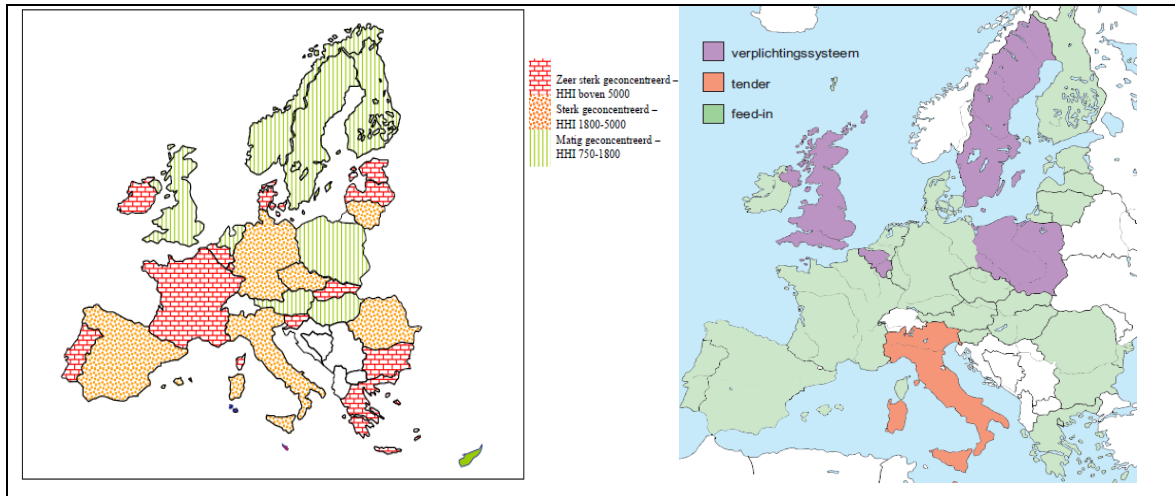 Zeer sterk geconcentreerd –
HHI boven 5000
Sterk geconcentreerd –
HHI 1800-5000
Matig geconcentreerd –
HHI 750-1800
verplichtingssysteem
tender
feed-in